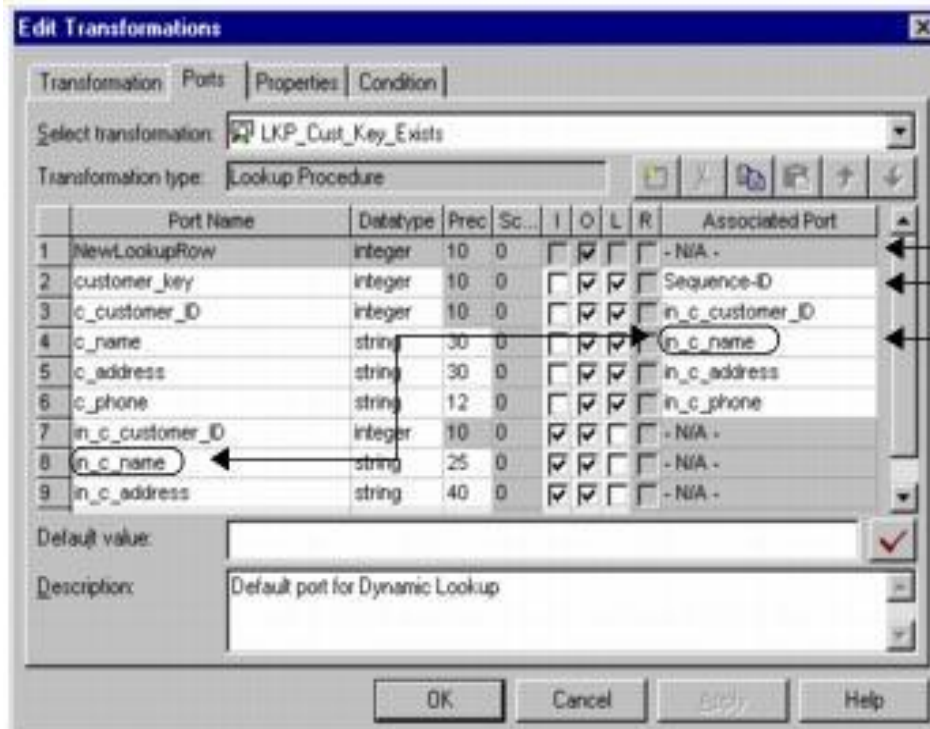 Edit Transformations
Transformation Ports Properties Condition
Select transformation: LKP_Cust_Key_Exists
Transformation type: Lookup Procedure
Port Name Datatype Prec Sc... I O L R Associated Port
1 NewLookupRow integer 10 0 - N/A -
2 customer_key integer 10 0 Sequence-ID
3 c_customer_ID integer 10 0 in_c_customer_ID
4 c_name string 30 0 in_c_name
5 c_address string 30 0 in_c_address
6 c_phone string 12 0 in_c_phone
7 in_c_customer_ID integer 10 0 - N/A -
8 in_c_name string 25 0 - N/A -
9 in_c_address string 40 0 - N/A -
Default value:
Description: Default port for Dynamic Lookup
OK Cancel Apply Help